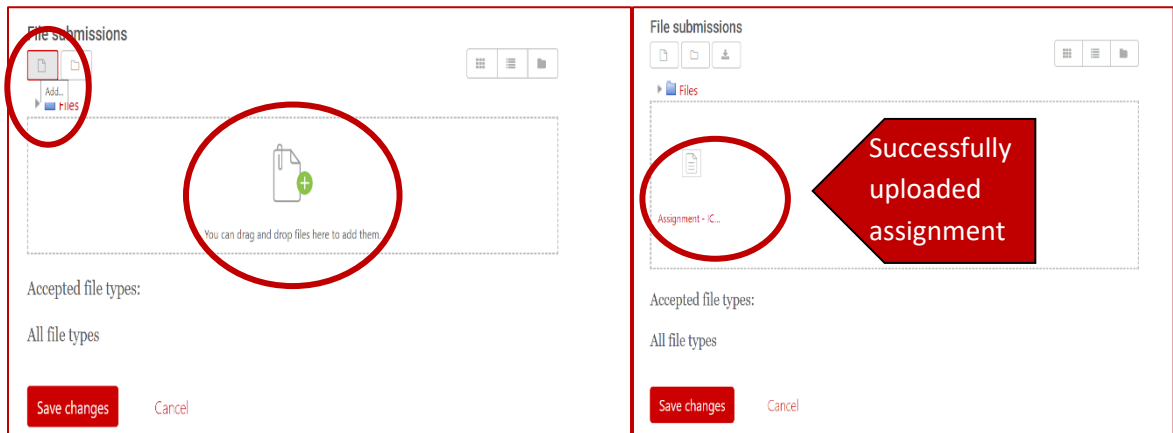 File submissions
Add...
Files
You can drag and drop files here to add them.
Accepted file types:
All file types
Save changes Cancel
File submissions
Files
Assignment - IC...
Successfully
uploaded
assignment
Accepted file types:
All file types
Save changes Cancel